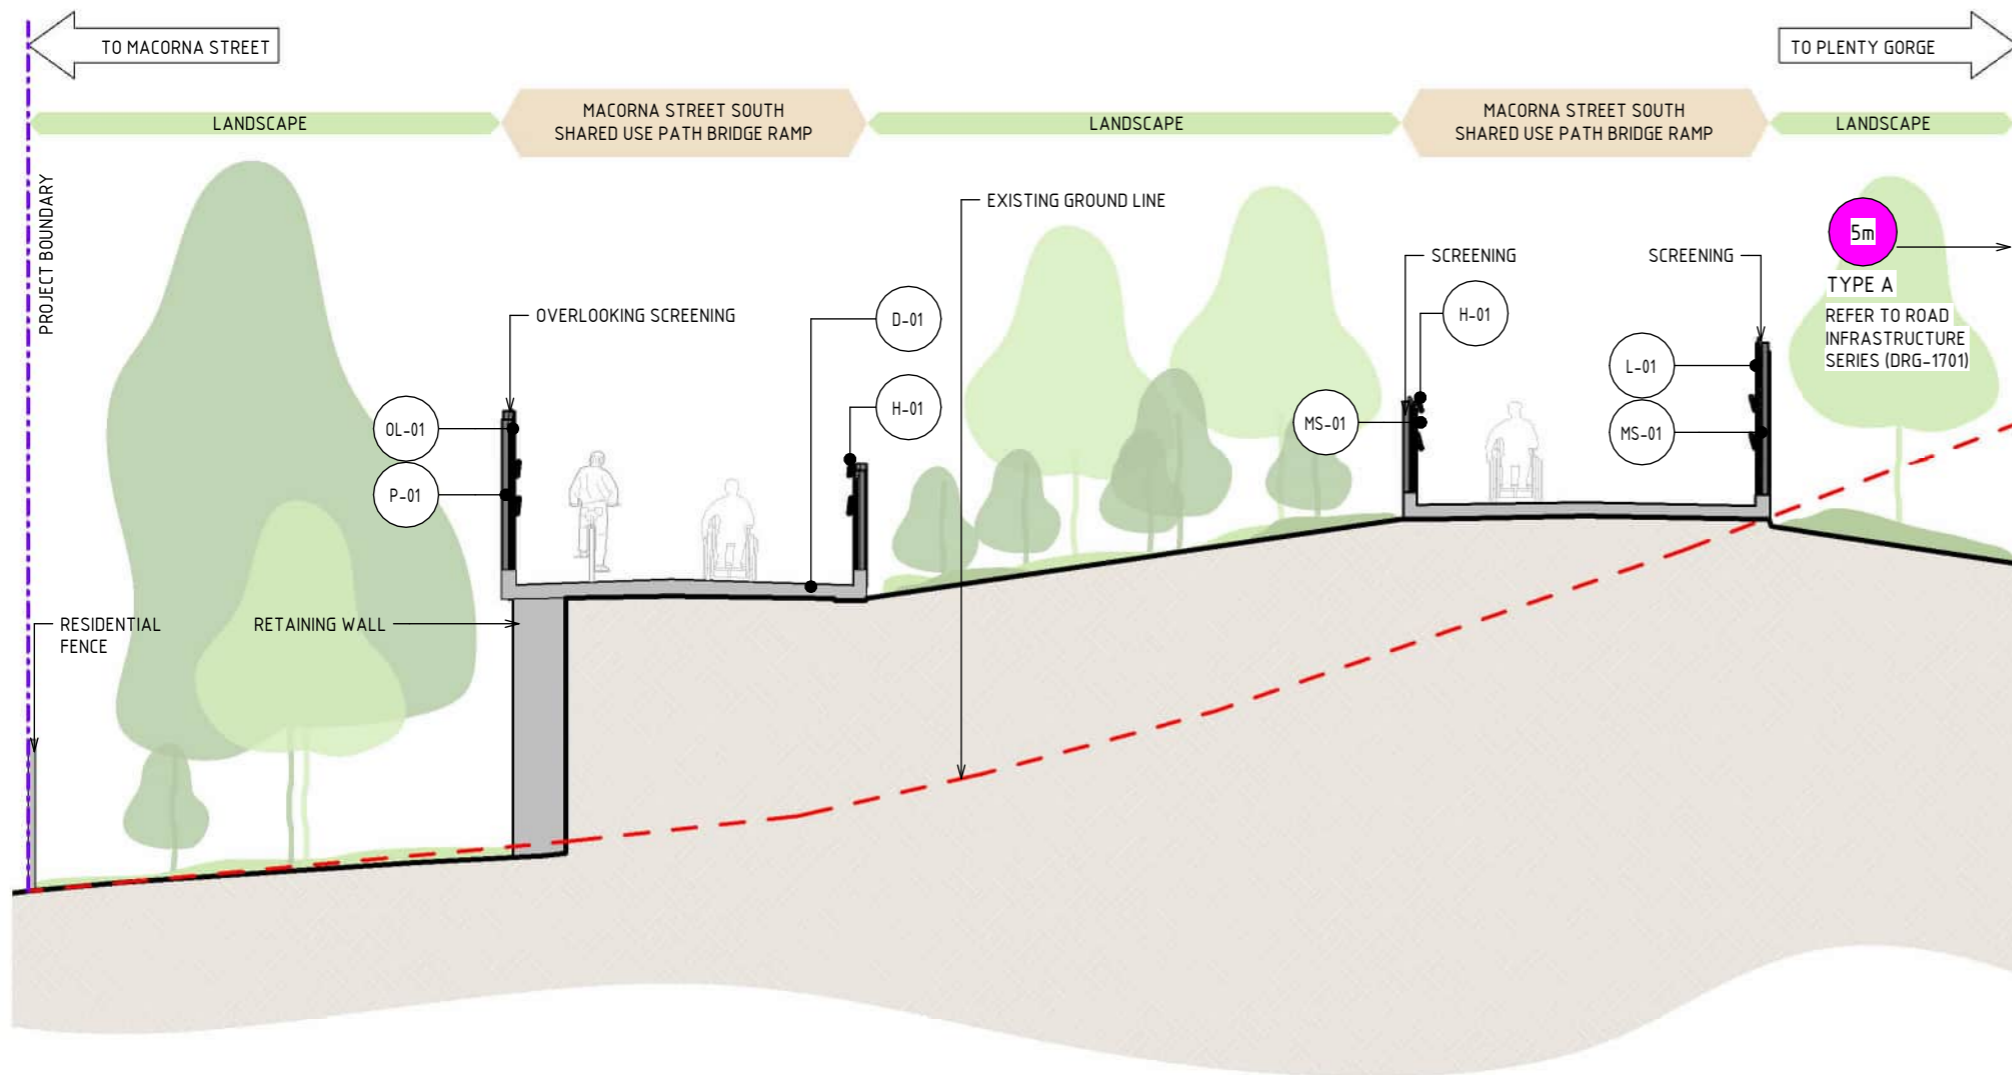 TO MACORNA STREET
TO PLENTY GORGE
LANDSCAPE
MACORNA STREET SOUTH
SHARED USE PATH BRIDGE RAMP
LANDSCAPE
MACORNA STREET SOUTH
SHARED USE PATH BRIDGE RAMP
LANDSCAPE
PROJECT BOUNDARY
EXISTING GROUND LINE
5m
TYPE A
REFER TO ROAD
INFRASTRUCTURE
SERIES (DRG-1701)
SCREENING
SCREENING
OVERLOOKING SCREENING
D-01
H-01
L-01
OL-01
H-01
MS-01
MS-01
P-01
RESIDENTIAL
FENCE
RETAINING WALL